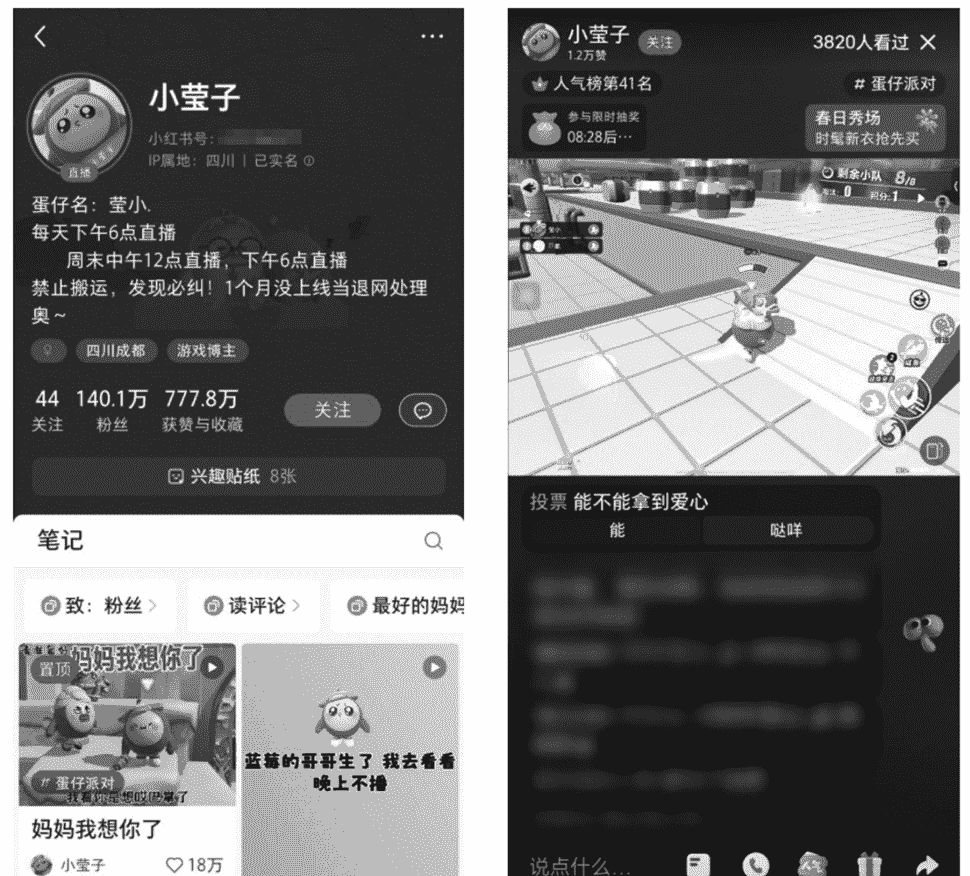 小莹子
小红书号：
IP属地：四川 | 已实名
直播
蛋仔名：莹小.
每天下午6点直播
周末中午12点直播，下午6点直播
禁止搬运，发现必纠！1个月没上线当退网处理
奥～
四川成都 游戏博主
44 140.1万 777.8万
关注 粉丝 获赞与收藏
关注
兴趣贴纸 8张
笔记
致：粉丝 读评论 最好的妈妈
置顶 妈妈我想你了
# 蛋仔派对
妈妈我想你了
小莹子 18万
蓝莓的哥哥生了 我去看看
晚上不播
小莹子 关注 3820人看过
1.2万赞
人气榜第41名 # 蛋仔派对
参与限时抽奖
08:28后…
春日秀场
时髦新衣抢先买
剩余小队 8/8
0 积分:1
投票 能不能拿到爱心
能 哒咩
说点什么...
人气